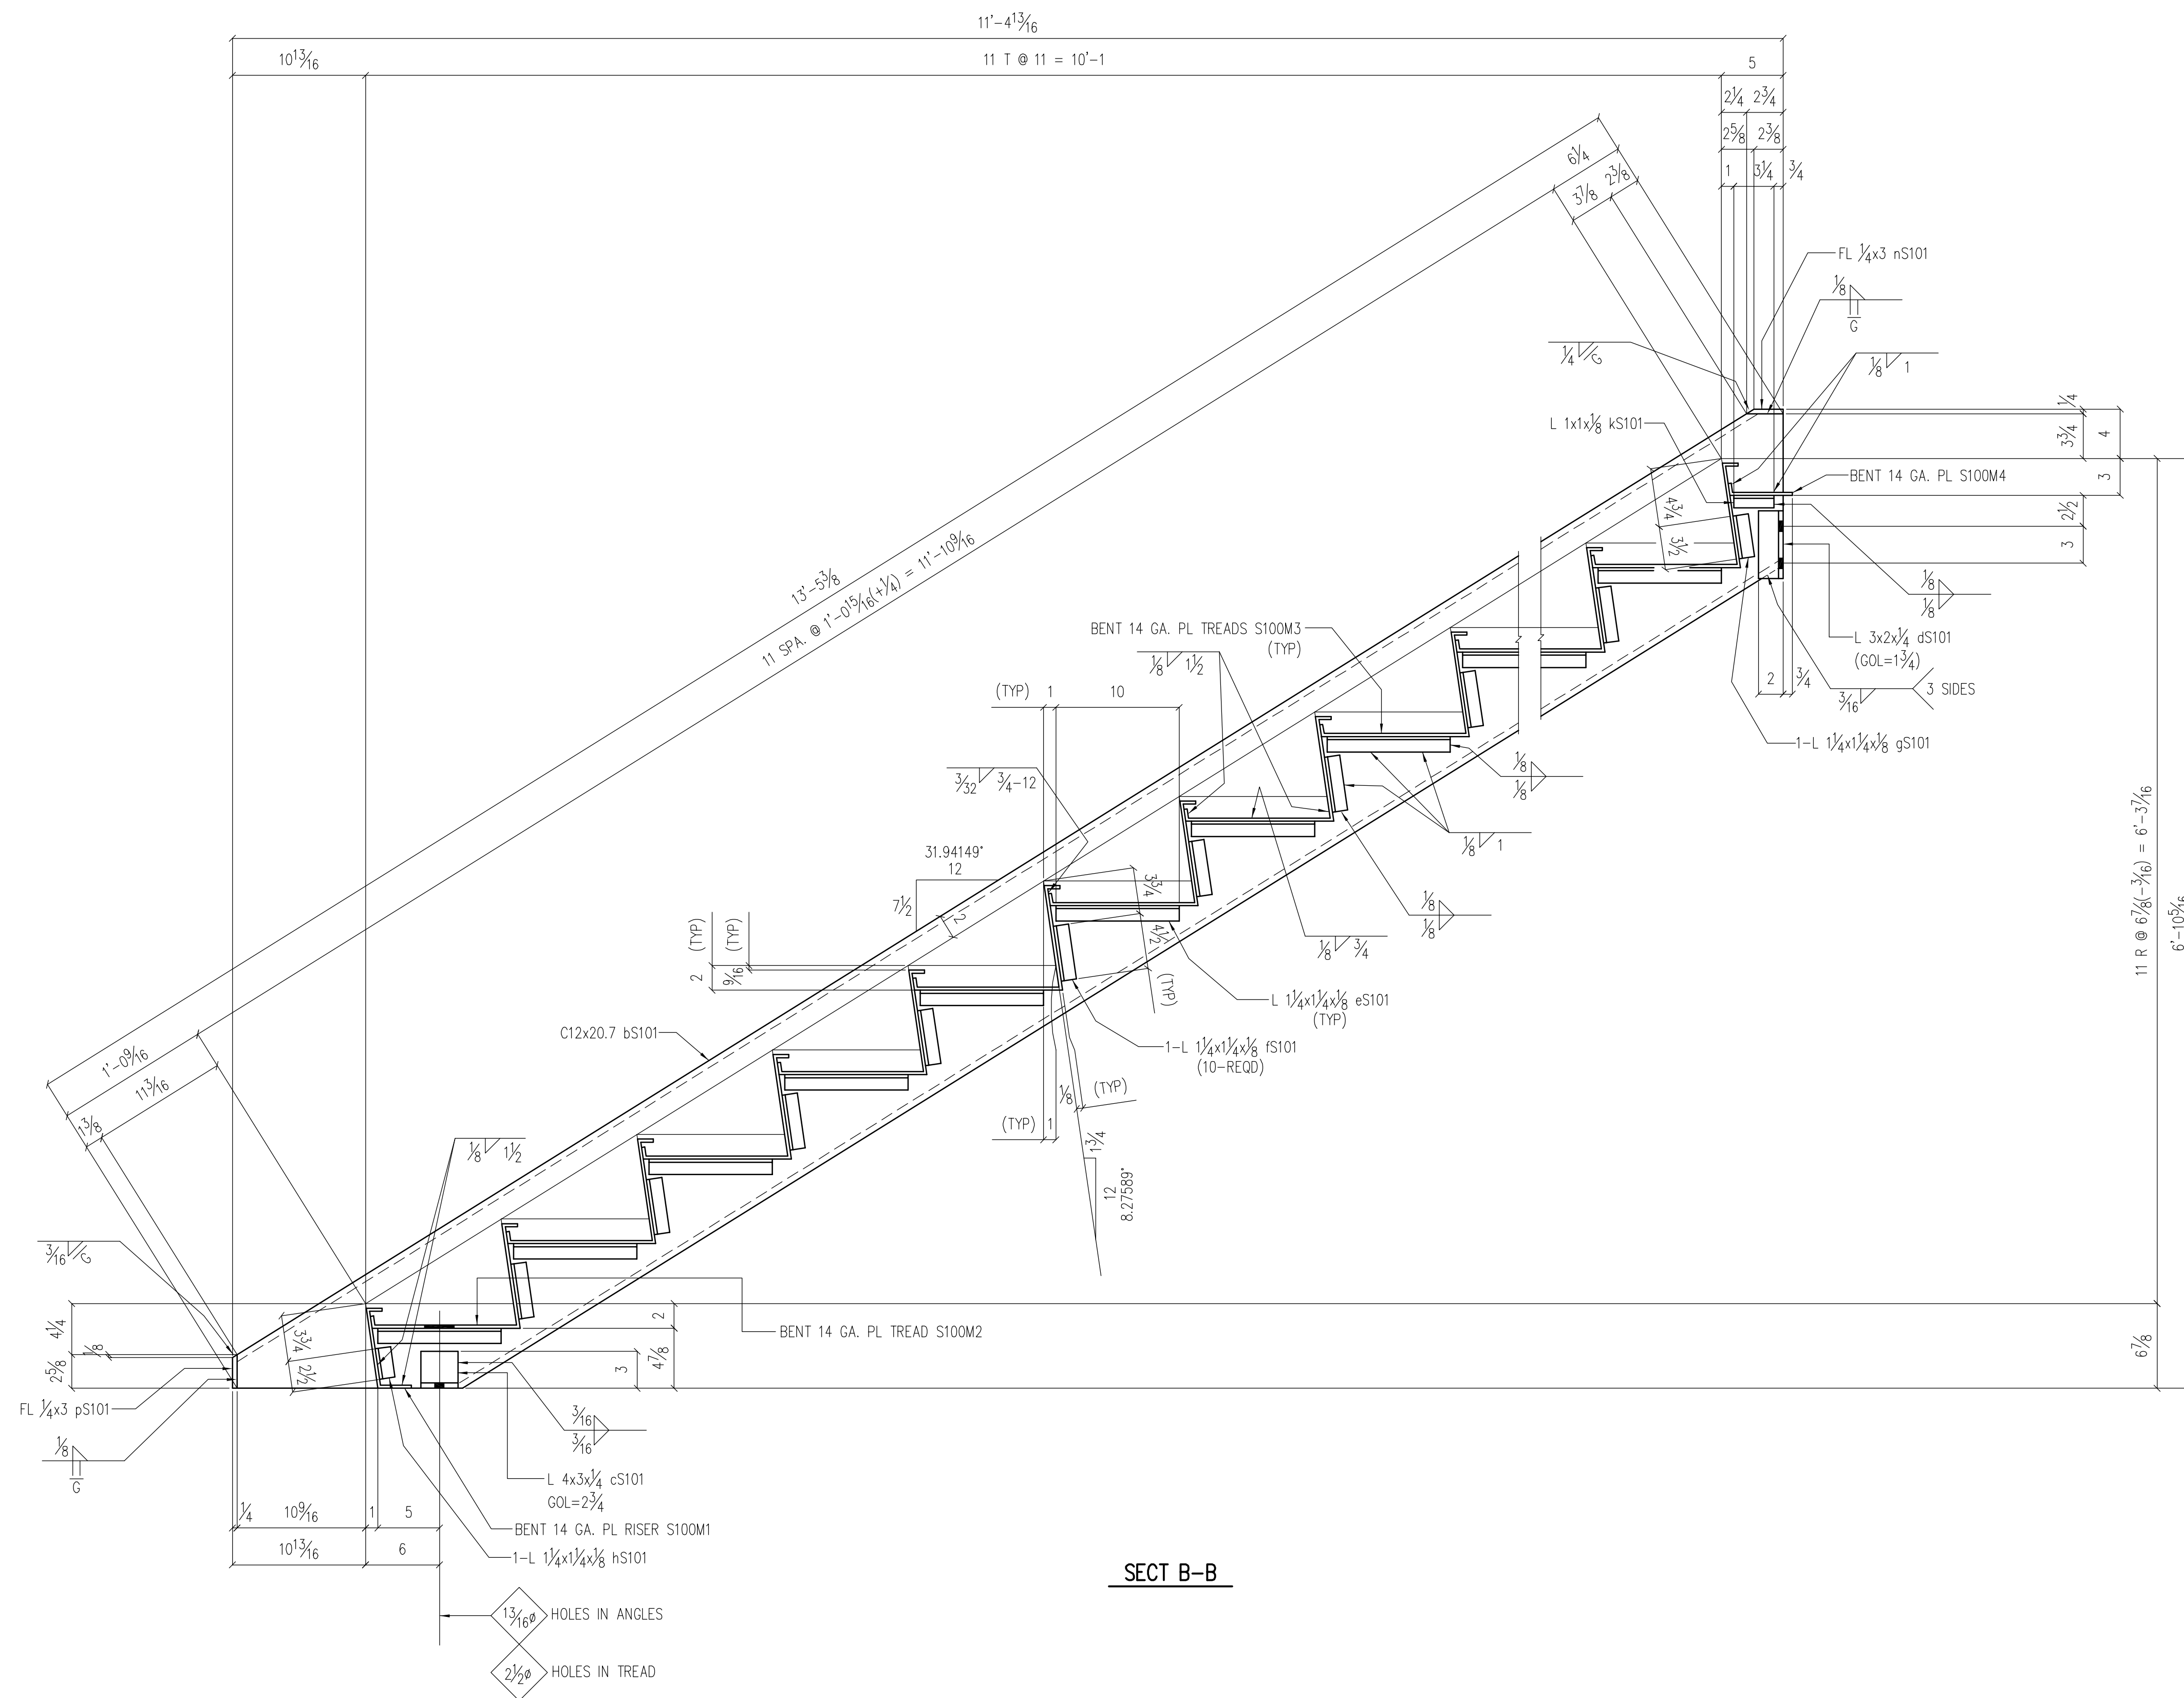 11'-4 13/16
10 13/16
11 T @ 11 = 10'-1
5
2 1/4
2 3/4
2 5/8
2 3/8
1
3 1/4
3/4
6 1/4
3 7/8
2 3/8
13'-5 3/8
11 SPA. @ 1'-0 15/16(+1/4) = 11'-10 9/16
FL 1/4x3 nS101
1/8
G
1/4
G
1/8
1
L 1x1x1/8 kS101
BENT 14 GA. PL S100M4
1/4
3 3/4
4
3
2 1/2
3
4 3/4
3 1/2
1/8
1/8
L 3x2x1/4 dS101
(GOL=1 3/4)
2
3/4
3/16
3 SIDES
1-L 1 1/4x1 1/4x1/8 gS101
BENT 14 GA. PL TREADS S100M3
(TYP)
1/8
1 1/2
(TYP)
1
10
3/32
3/4-12
1/8
1/8
1/8
1
31.94149°
12
7 1/2
2
3 3/4
4 1/2
(TYP)
1/8
1/8
1/8
3/4
(TYP)
(TYP)
2
9/16
L 1 1/4x1 1/4x1/8 eS101
(TYP)
C12x20.7 bS101
1-L 1 1/4x1 1/4x1/8 fS101
(10-REQD)
1/8
(TYP)
(TYP)
1
1 3/4
12
8.27589°
11 R @ 6 7/8(-3/16) = 6'-3 7/16
6'-10 5/16
6 7/8
1'-0 9/16
11 3/16
1 3/8
1/8
1 1/2
3/16
G
4 1/4
2 5/8
1/8
3 3/4
2 1/2
2
4 7/8
3
BENT 14 GA. PL TREAD S100M2
FL 1/4x3 pS101
1/8
G
3/16
3/16
L 4x3x1/4 cS101
GOL=2 3/4
1/4
10 9/16
1
5
BENT 14 GA. PL RISER S100M1
10 13/16
6
1-L 1 1/4x1 1/4x1/8 hS101
SECT B-B
13/16ø HOLES IN ANGLES
2 1/2ø HOLES IN TREAD